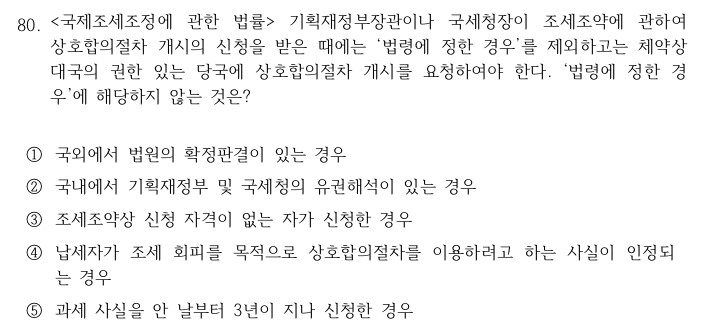 80. <국제조세조정에 관한 법률> 기획재정부장관이나 국세청장이 조세조약에 관하여
상호합의절차 개시의 신청을 받은 때에는 '법령에 정한 경우'를 제외하고는 체약상
대국의 권한 있는 당국에 상호합의절차 개시를 요청하여야 한다. '법령에 정한 경
우'에 해당하지 않는 것은?
① 국외에서 법원의 확정판결이 있는 경우
② 국내에서 기획재정부 및 국세청의 유권해석이 있는 경우
③ 조세조약상 신청 자격이 없는 자가 신청한 경우
④ 납세자가 조세 회피를 목적으로 상호합의절차를 이용하려고 하는 사실이 인정되
는 경우
⑤ 과세 사실을 안 날부터 3년이 지나 신청한 경우